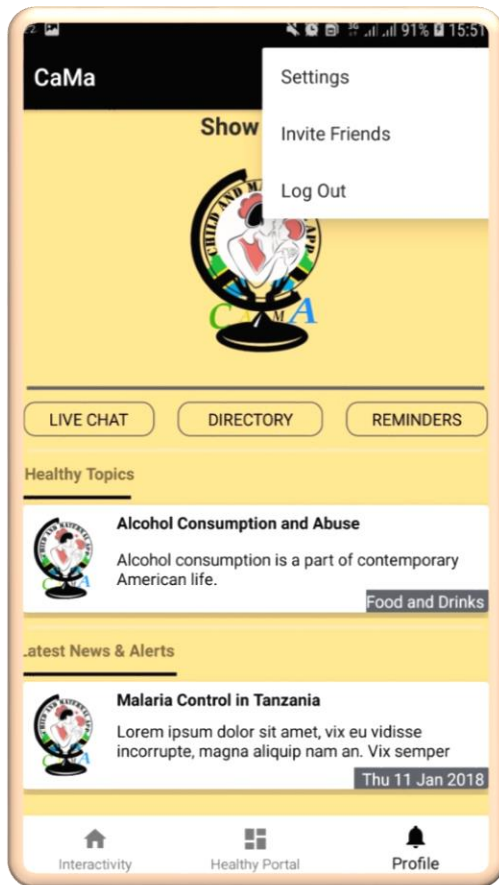 91% 15:51
CaMa
Settings
Show
Invite Friends
Log Out
CHILD AND
APP
C A M A
LIVE CHAT
DIRECTORY
REMINDERS
Healthy Topics
Alcohol Consumption and Abuse
Alcohol consumption is a part of contemporary
American life.
Food and Drinks
Latest News & Alerts
Malaria Control in Tanzania
Lorem ipsum dolor sit amet, vix eu vidisse
incorrupte, magna aliquip nam an. Vix semper
Thu 11 Jan 2018
Interactivity
Healthy Portal
Profile